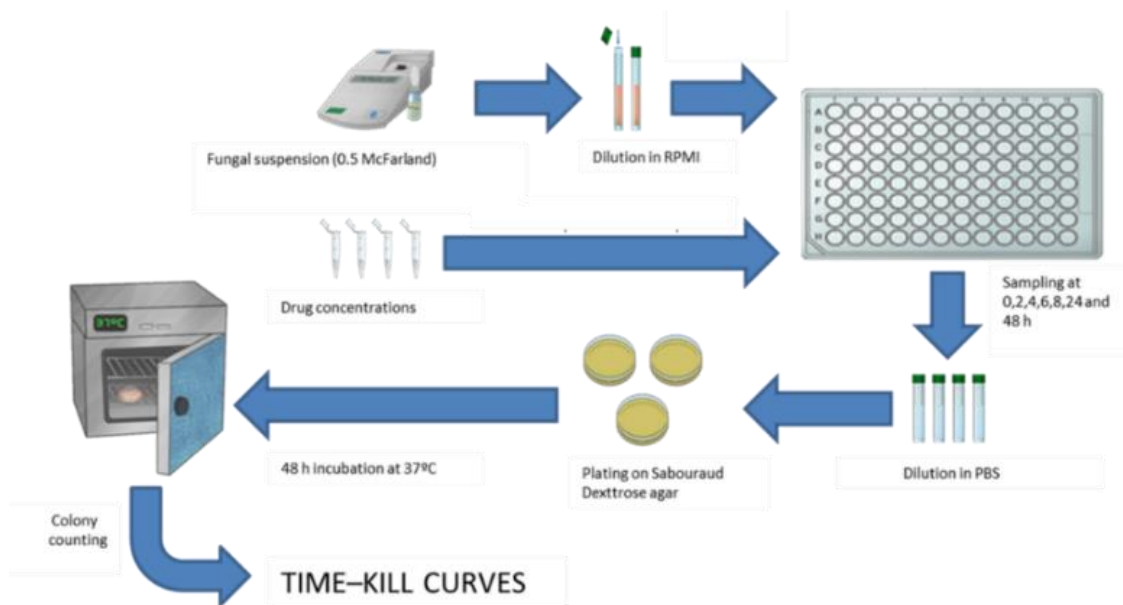 Fungal suspension (0.5 McFarland)
Dilution in RPMI
A
B
C
D
E
F
G
H
Drug concentrations
Sampling at
0,2,4,6,8,24 and
48 h
37ºC
48 h incubation at 37ºC
Plating on Sabouraud
Dexttrose agar
Dilution in PBS
Colony
counting
TIME–KILL CURVES